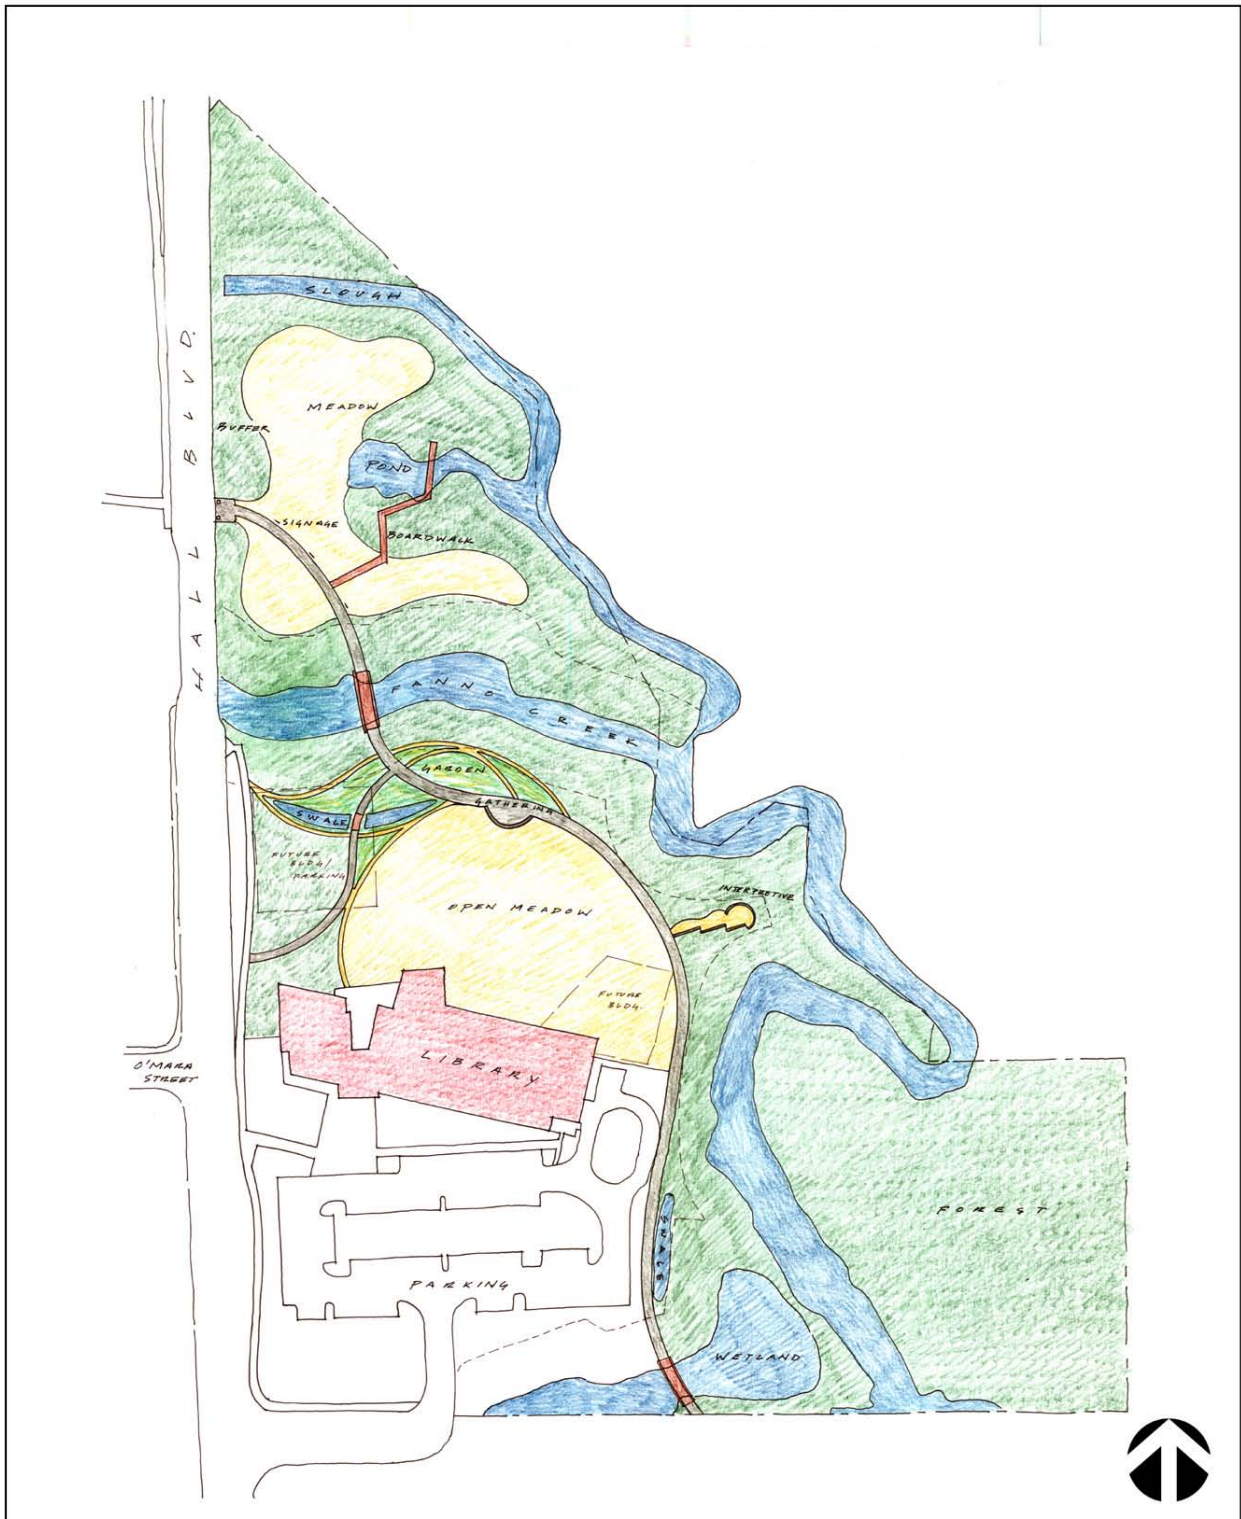 SLOUGH
HALL BLVD.
MEADOW
BUFFER
POND
SIGNAGE
BOARDWALK
FANNO CREEK
GARDEN
GATHERING
SWALE
FUTURE
BLDG/
PARKING
INTERPRETIVE
OPEN MEADOW
FUTURE
BLDG.
LIBRARY
O'MARA
STREET
FOREST
SWALE
PARKING
WETLAND